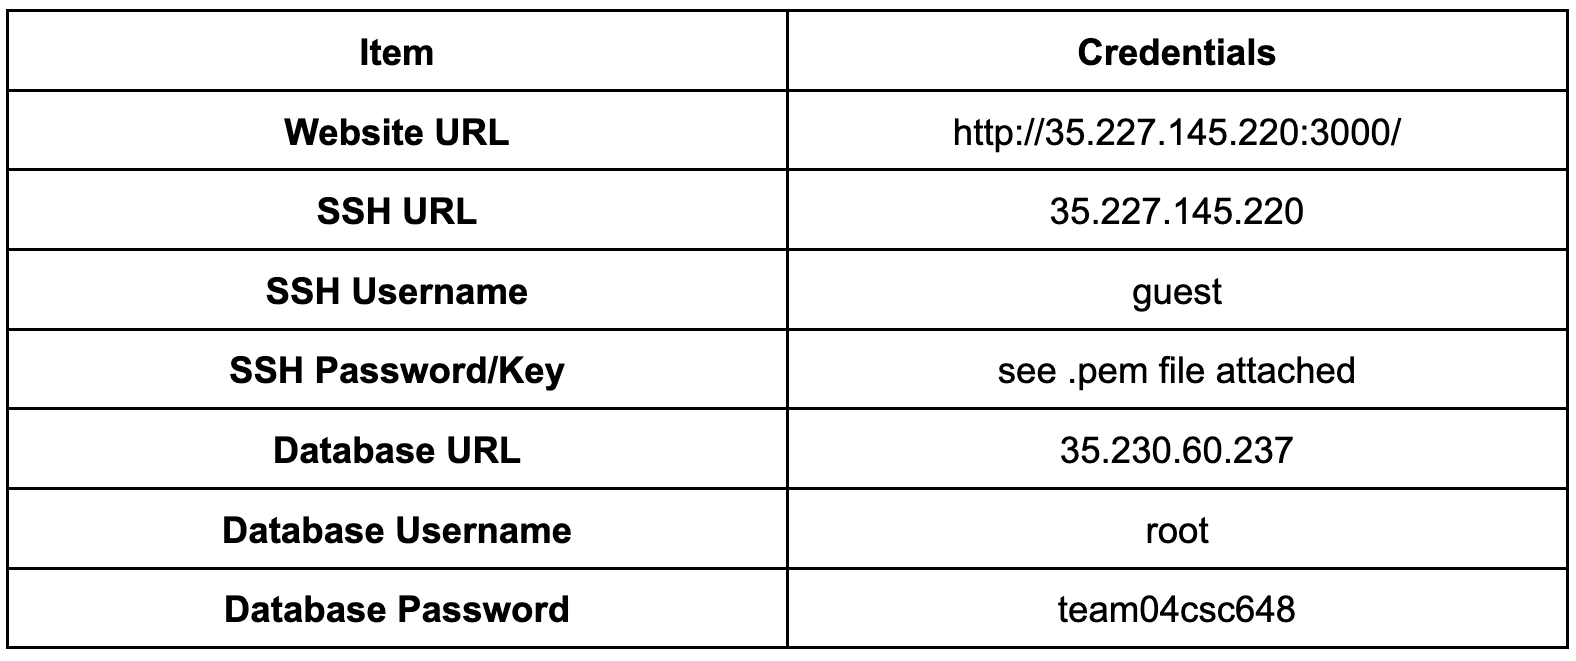 Item Credentials
Website URL http://35.227.145.220:3000/
SSH URL 35.227.145.220
SSH Username guest
SSH Password/Key see .pem file attached
Database URL 35.230.60.237
Database Username root
Database Password team04csc648